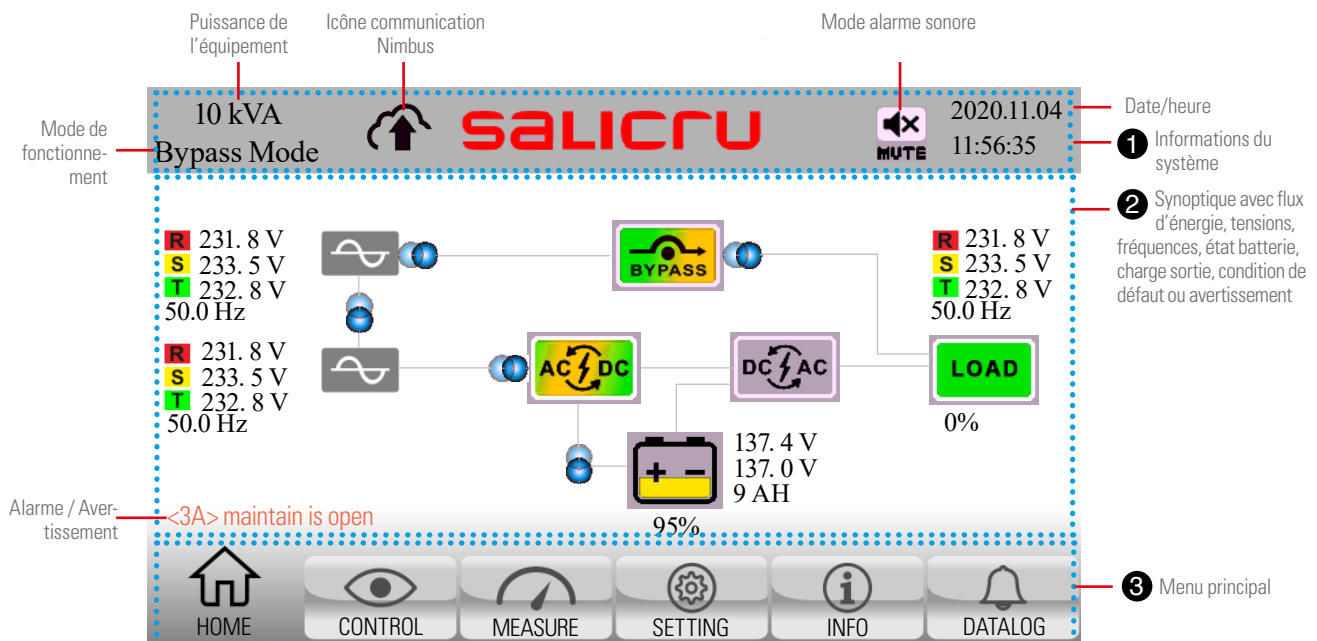 Puissance de
l'équipement
Icône communication
Nimbus
Mode alarme sonore
Mode de
fonctionne-
ment
10 kVA
Bypass Mode
salicru
MUTE
2020.11.04
11:56:35
Date/heure
1 Informations du
système
2 Synoptique avec flux
d'énergie, tensions,
fréquences, état batterie,
charge sortie, condition de
défaut ou avertissement
R 231. 8 V
S 233. 5 V
T 232. 8 V
50.0 Hz
BYPASS
R 231. 8 V
S 233. 5 V
T 232. 8 V
50.0 Hz
R 231. 8 V
S 233. 5 V
T 232. 8 V
50.0 Hz
AC DC
DC AC
LOAD
0%
+ -
137. 4 V
137. 0 V
9 AH
95%
Alarme / Aver-
tissement
<3A> maintain is open
HOME
CONTROL
MEASURE
SETTING
INFO
DATALOG
3 Menu principal